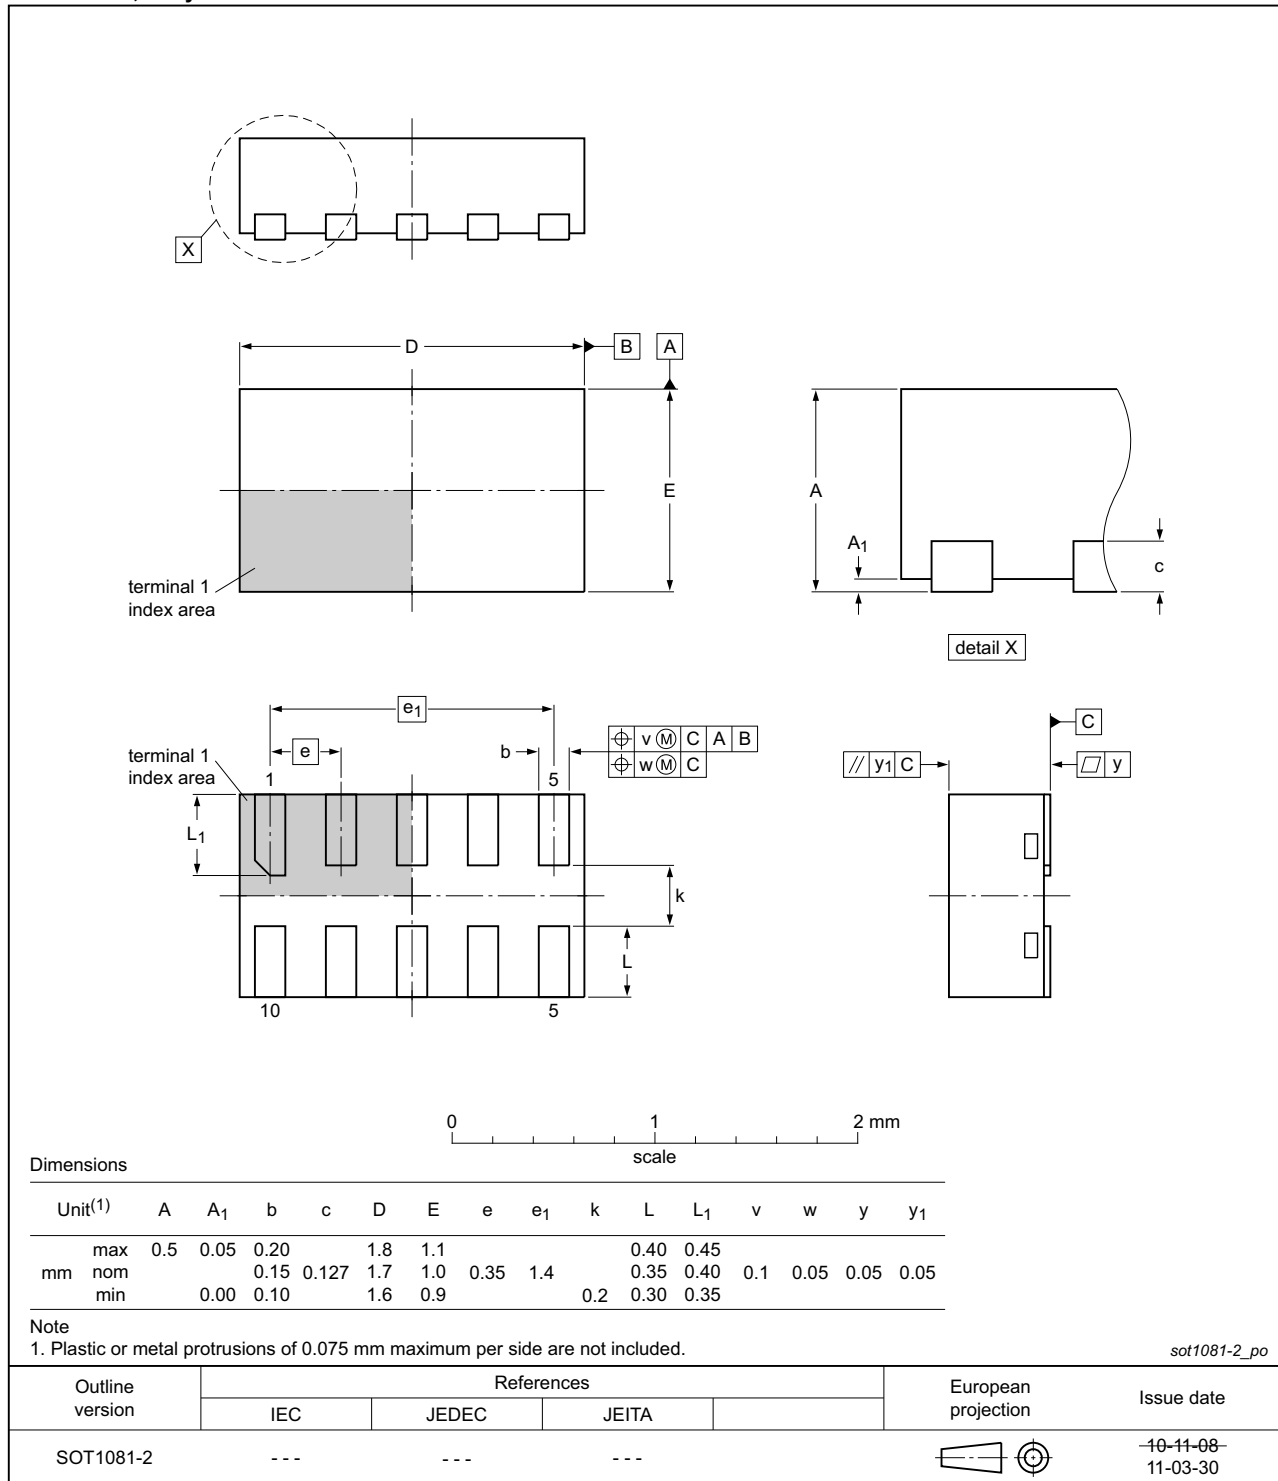 X
D B A
E
terminal 1
index area
A
A1
c
detail X
e1
e
b
v M C A B
w M C
terminal 1
index area
1 5
L1
k
L
10 5
C
// y1 C
y
0 1 2 mm
scale
Dimensions
Unit(1) A A1 b c D E e e1 k L L1 v w y y1
max 0.5 0.05 0.20 1.8 1.1 0.40 0.45
mm nom 0.15 0.127 1.7 1.0 0.35 1.4 0.35 0.40 0.1 0.05 0.05 0.05
min 0.00 0.10 1.6 0.9 0.2 0.30 0.35
Note
1. Plastic or metal protrusions of 0.075 mm maximum per side are not included.
sot1081-2_po
Outline version References European projection Issue date
IEC JEDEC JEITA
SOT1081-2 - - - - - - - - - 10-11-08
11-03-30